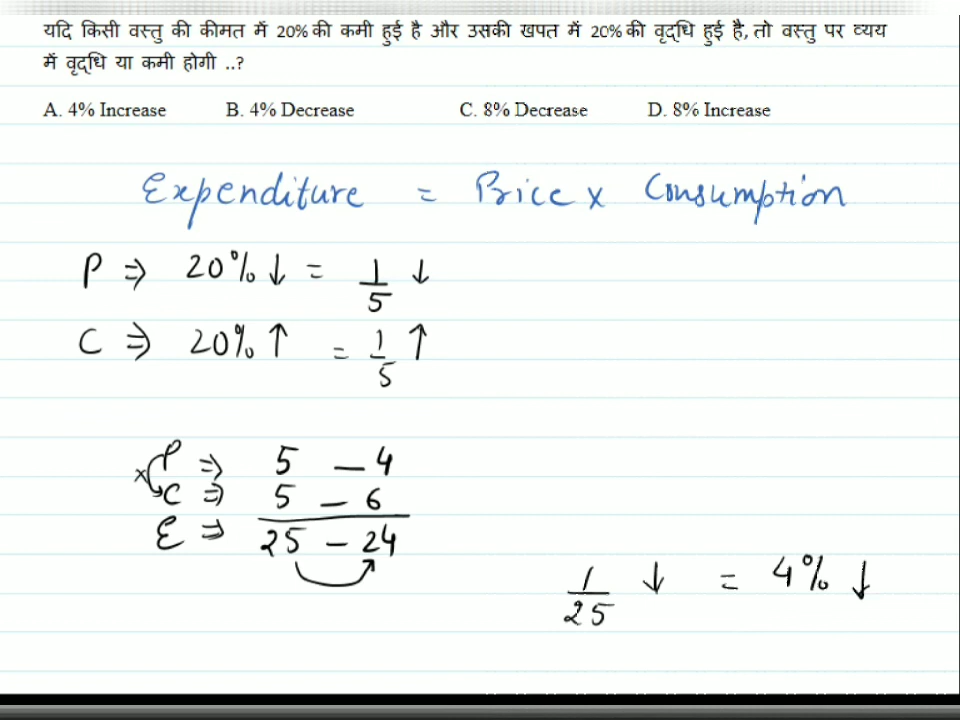 यदि किसी वस्तु की कीमत में 20% की कमी हुई है और उसकी खपत में 20% की वृद्धि हुई है, तो वस्तु पर व्यय
में वृद्धि या कमी होगी ..?
A. 4% Increase B. 4% Decrease C. 8% Decrease D. 8% Increase
Expenditure = Price x Consumption
P ⇒ 20% ↓ = 1/5 ↓
C ⇒ 20% ↑ = 1/5 ↑
P ⇒ 5 – 4
x C ⇒ 5 – 6
E ⇒ 25 – 24
1/25 ↓ = 4% ↓